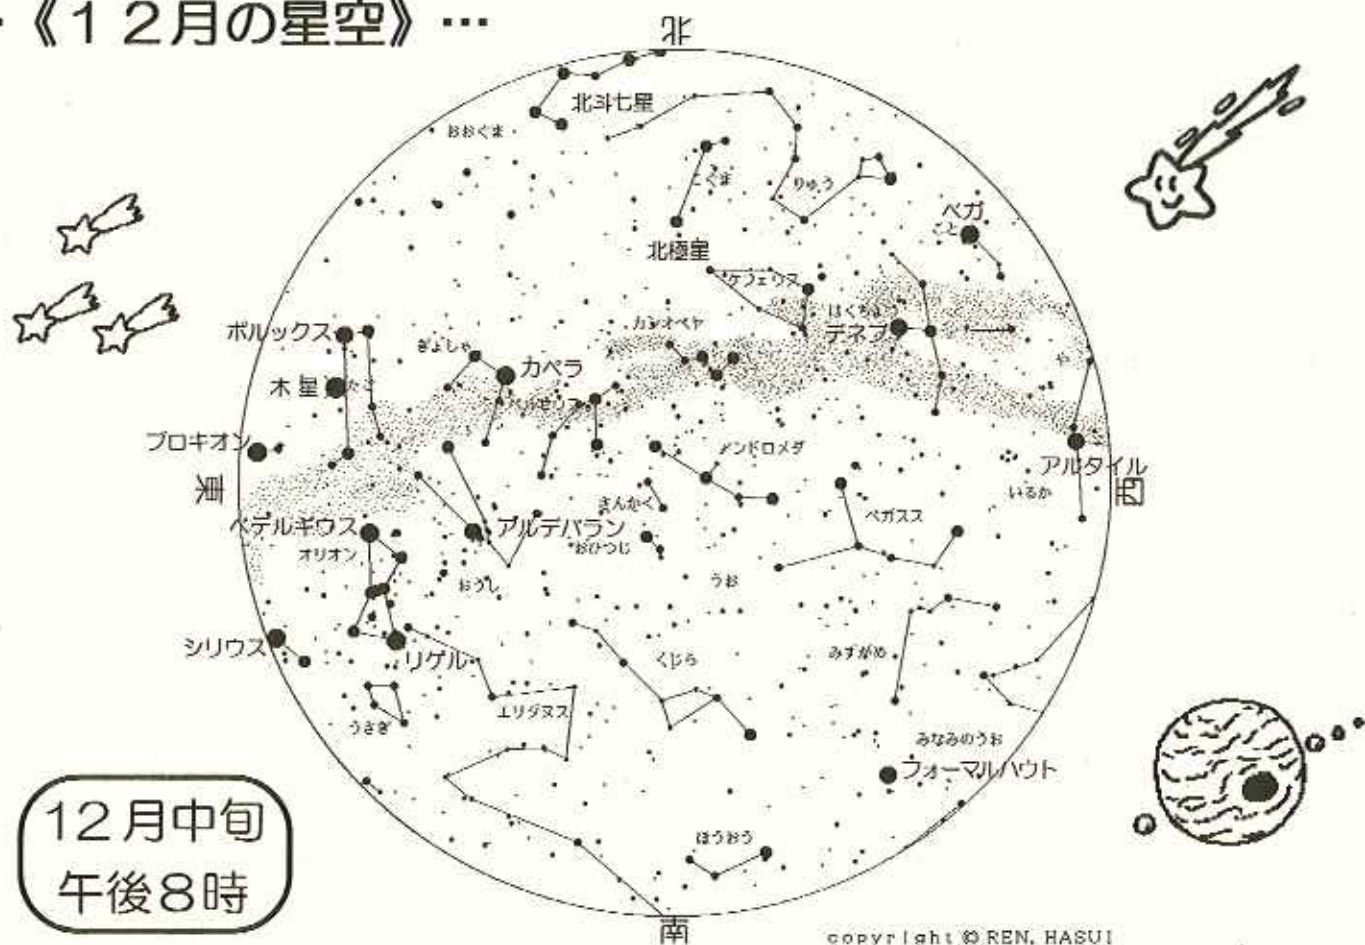 ・《１２月の星空》…
北
北斗七星
おおぐま
こぐま
りゅう
ベガ
こと
北極星
ケフェウス
はくちょう
デネブ
カシオペヤ
ポルックス
ぎょしゃ
カペラ
木星
ふたご
ペルセウス
や
プロキオン
アンドロメダ
アルタイル
東
西
さんかく
いるか
ペガスス
ベテルギウス
アルデバラン
オリオン
おひつじ
おうし
うお
シリウス
リゲル
くじら
みずがめ
エリダヌス
うさぎ
みなみのうお
フォーマルハウト
12月中旬
午後8時
ほうおう
南
copyright © REN, HASUI